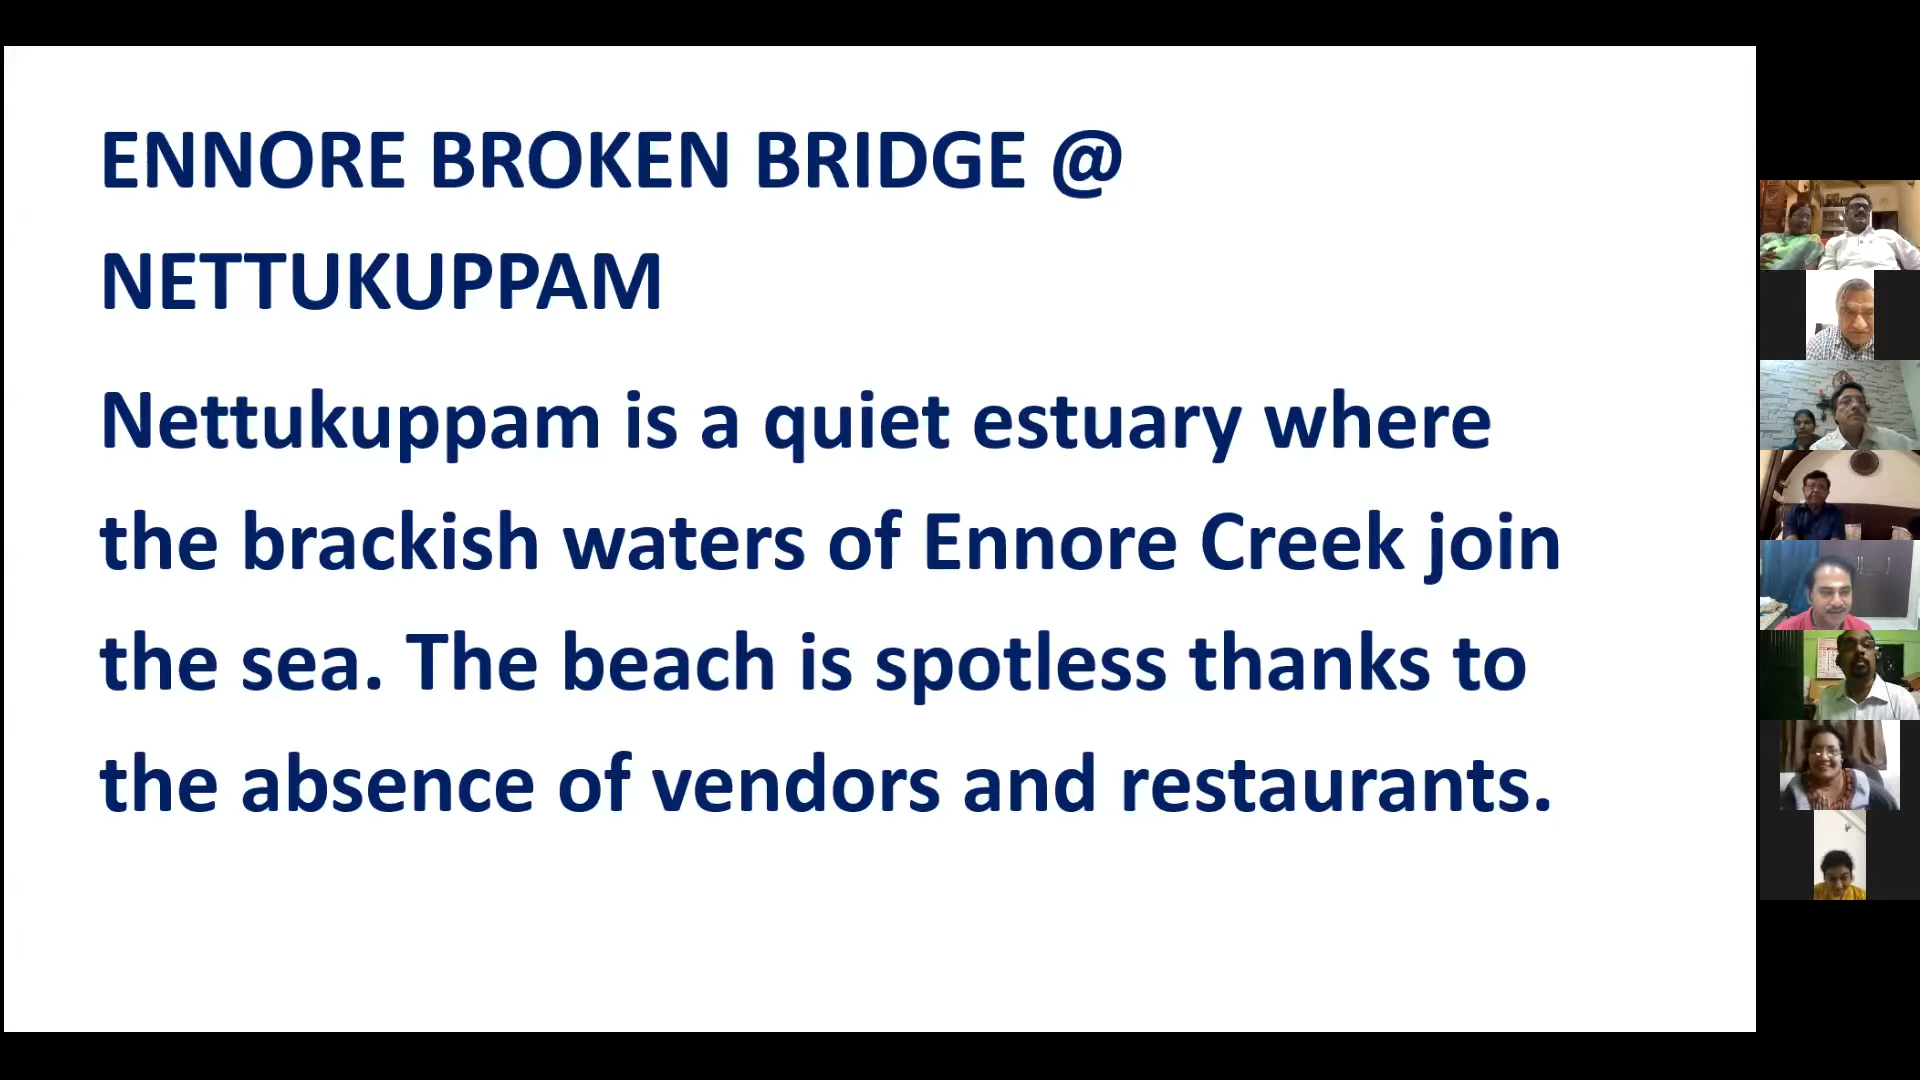 ENNORE BROKEN BRIDGE @
NETTUKUPPAM
Nettukuppam is a quiet estuary where
the brackish waters of Ennore Creek join
the sea. The beach is spotless thanks to
the absence of vendors and restaurants.